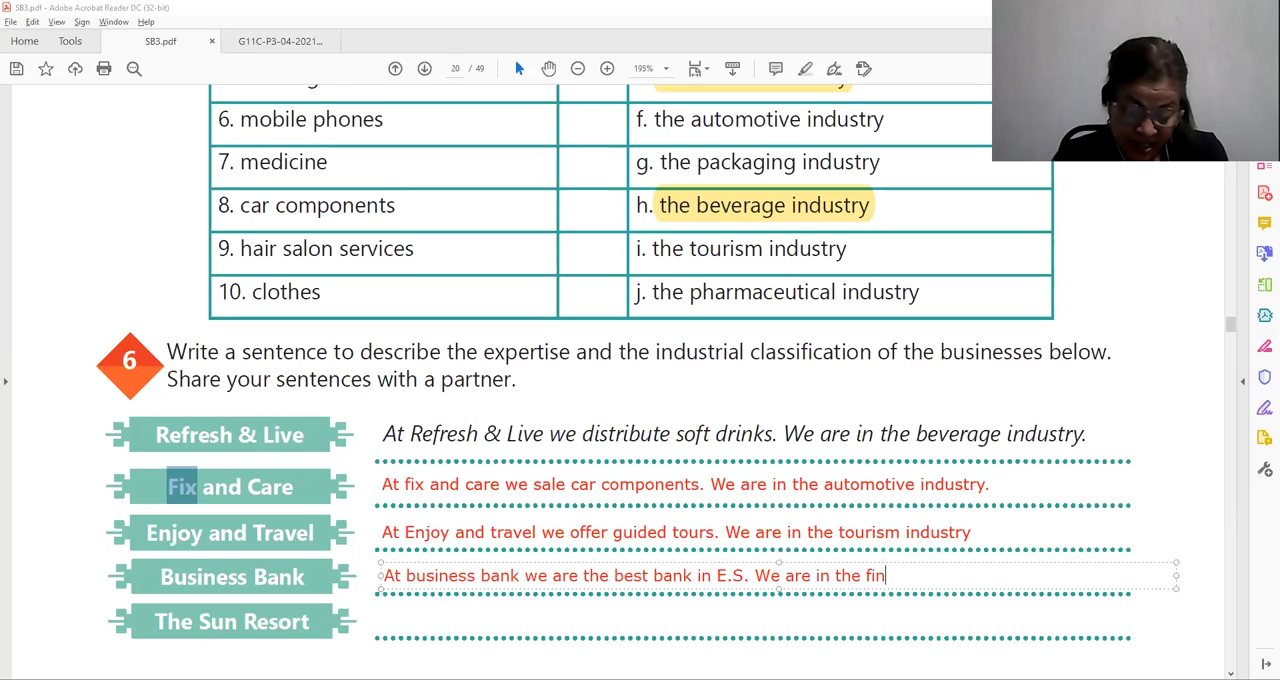 SB3.pdf - Adobe Acrobat Reader DC (32-bit)
File Edit View Sign Window Help
Home Tools SB3.pdf × G11C-P3-04-2021...
20 / 49 195%
6. mobile phones f. the automotive industry
7. medicine g. the packaging industry
8. car components h. the beverage industry
9. hair salon services i. the tourism industry
10. clothes j. the pharmaceutical industry
6 Write a sentence to describe the expertise and the industrial classification of the businesses below.
Share your sentences with a partner.
Refresh & Live At Refresh & Live we distribute soft drinks. We are in the beverage industry.
Fix and Care At fix and care we sale car components. We are in the automotive industry.
Enjoy and Travel At Enjoy and travel we offer guided tours. We are in the tourism industry
Business Bank At business bank we are the best bank in E.S. We are in the fin
The Sun Resort